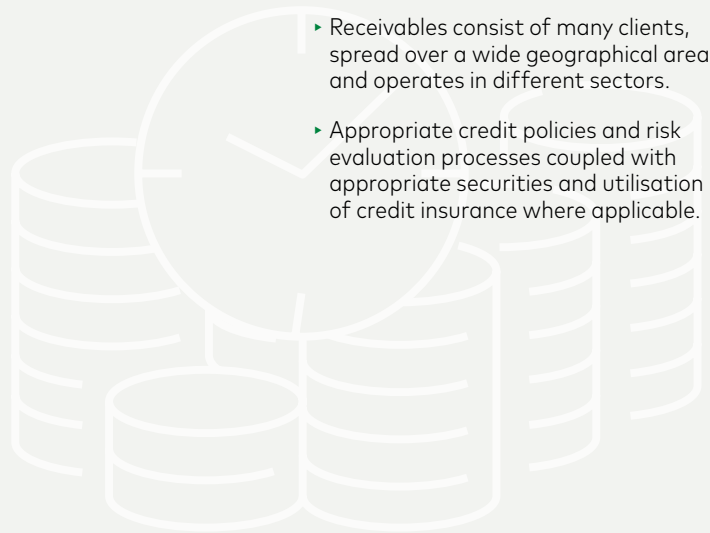 ‣ Receivables consist of many clients,
spread over a wide geographical area
and operates in different sectors.
‣ Appropriate credit policies and risk
evaluation processes coupled with
appropriate securities and utilisation
of credit insurance where applicable.